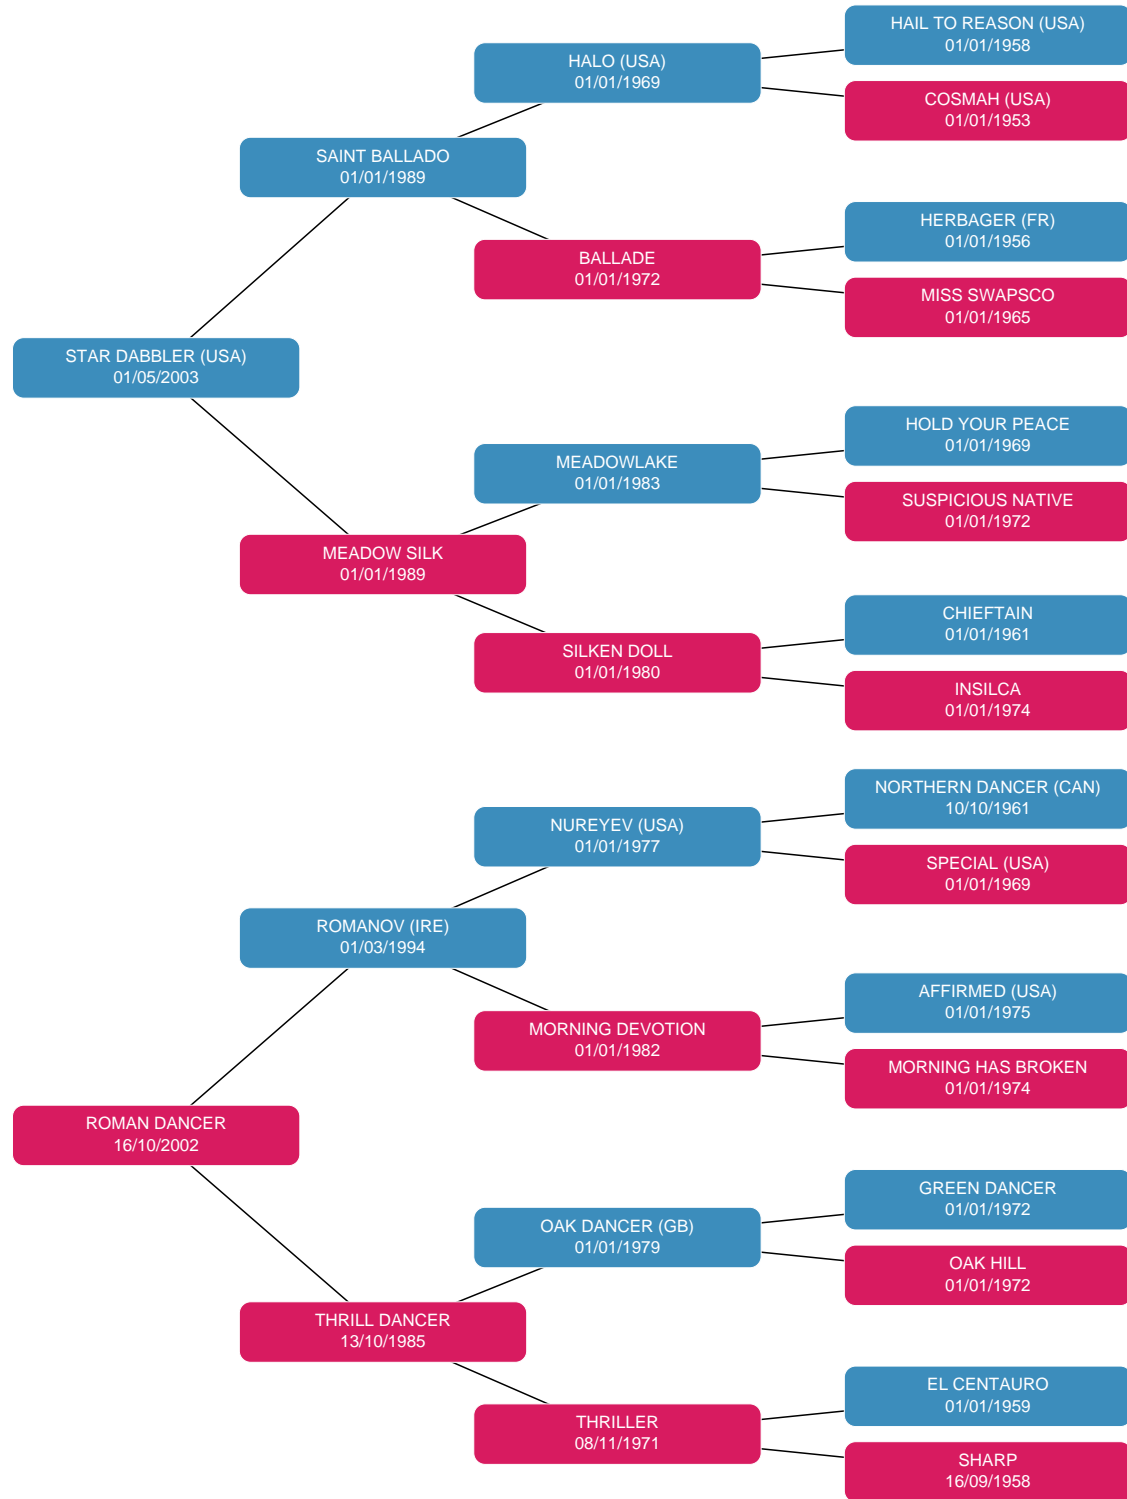 HAIL TO REASON (USA)
01/01/1958
HALO (USA)
01/01/1969
COSMAH (USA)
01/01/1953
SAINT BALLADO
01/01/1989
HERBAGER (FR)
01/01/1956
BALLADE
01/01/1972
MISS SWAPSCO
01/01/1965
STAR DABBLER (USA)
01/05/2003
HOLD YOUR PEACE
01/01/1969
MEADOWLAKE
01/01/1983
SUSPICIOUS NATIVE
01/01/1972
MEADOW SILK
01/01/1989
CHIEFTAIN
01/01/1961
SILKEN DOLL
01/01/1980
INSILCA
01/01/1974
NORTHERN DANCER (CAN)
10/10/1961
NUREYEV (USA)
01/01/1977
SPECIAL (USA)
01/01/1969
ROMANOV (IRE)
01/03/1994
AFFIRMED (USA)
01/01/1975
MORNING DEVOTION
01/01/1982
MORNING HAS BROKEN
01/01/1974
ROMAN DANCER
16/10/2002
GREEN DANCER
01/01/1972
OAK DANCER (GB)
01/01/1979
OAK HILL
01/01/1972
THRILL DANCER
13/10/1985
EL CENTAURO
01/01/1959
THRILLER
08/11/1971
SHARP
16/09/1958